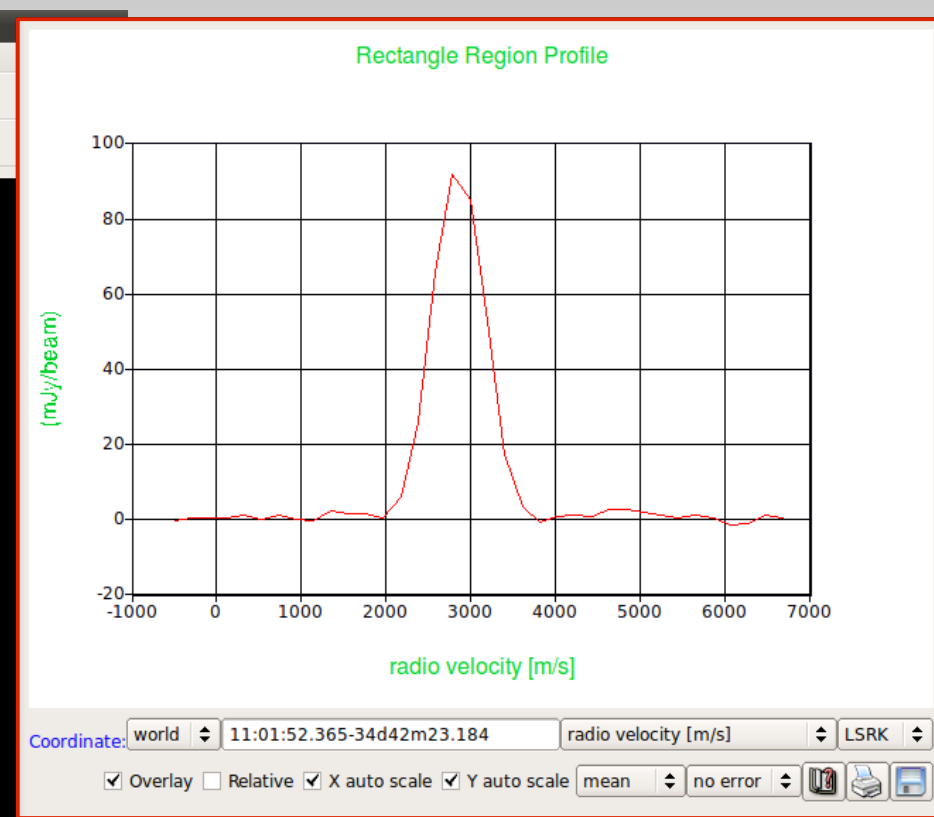 Rectangle Region Profile
100
80
60
40
20
0
-20
-1000 0 1000 2000 3000 4000 5000 6000 7000
(mJy/beam)
radio velocity [m/s]
Coordinate: world 11:01:52.365-34d42m23.184 radio velocity [m/s] LSRK
Overlay Relative X auto scale Y auto scale mean no error